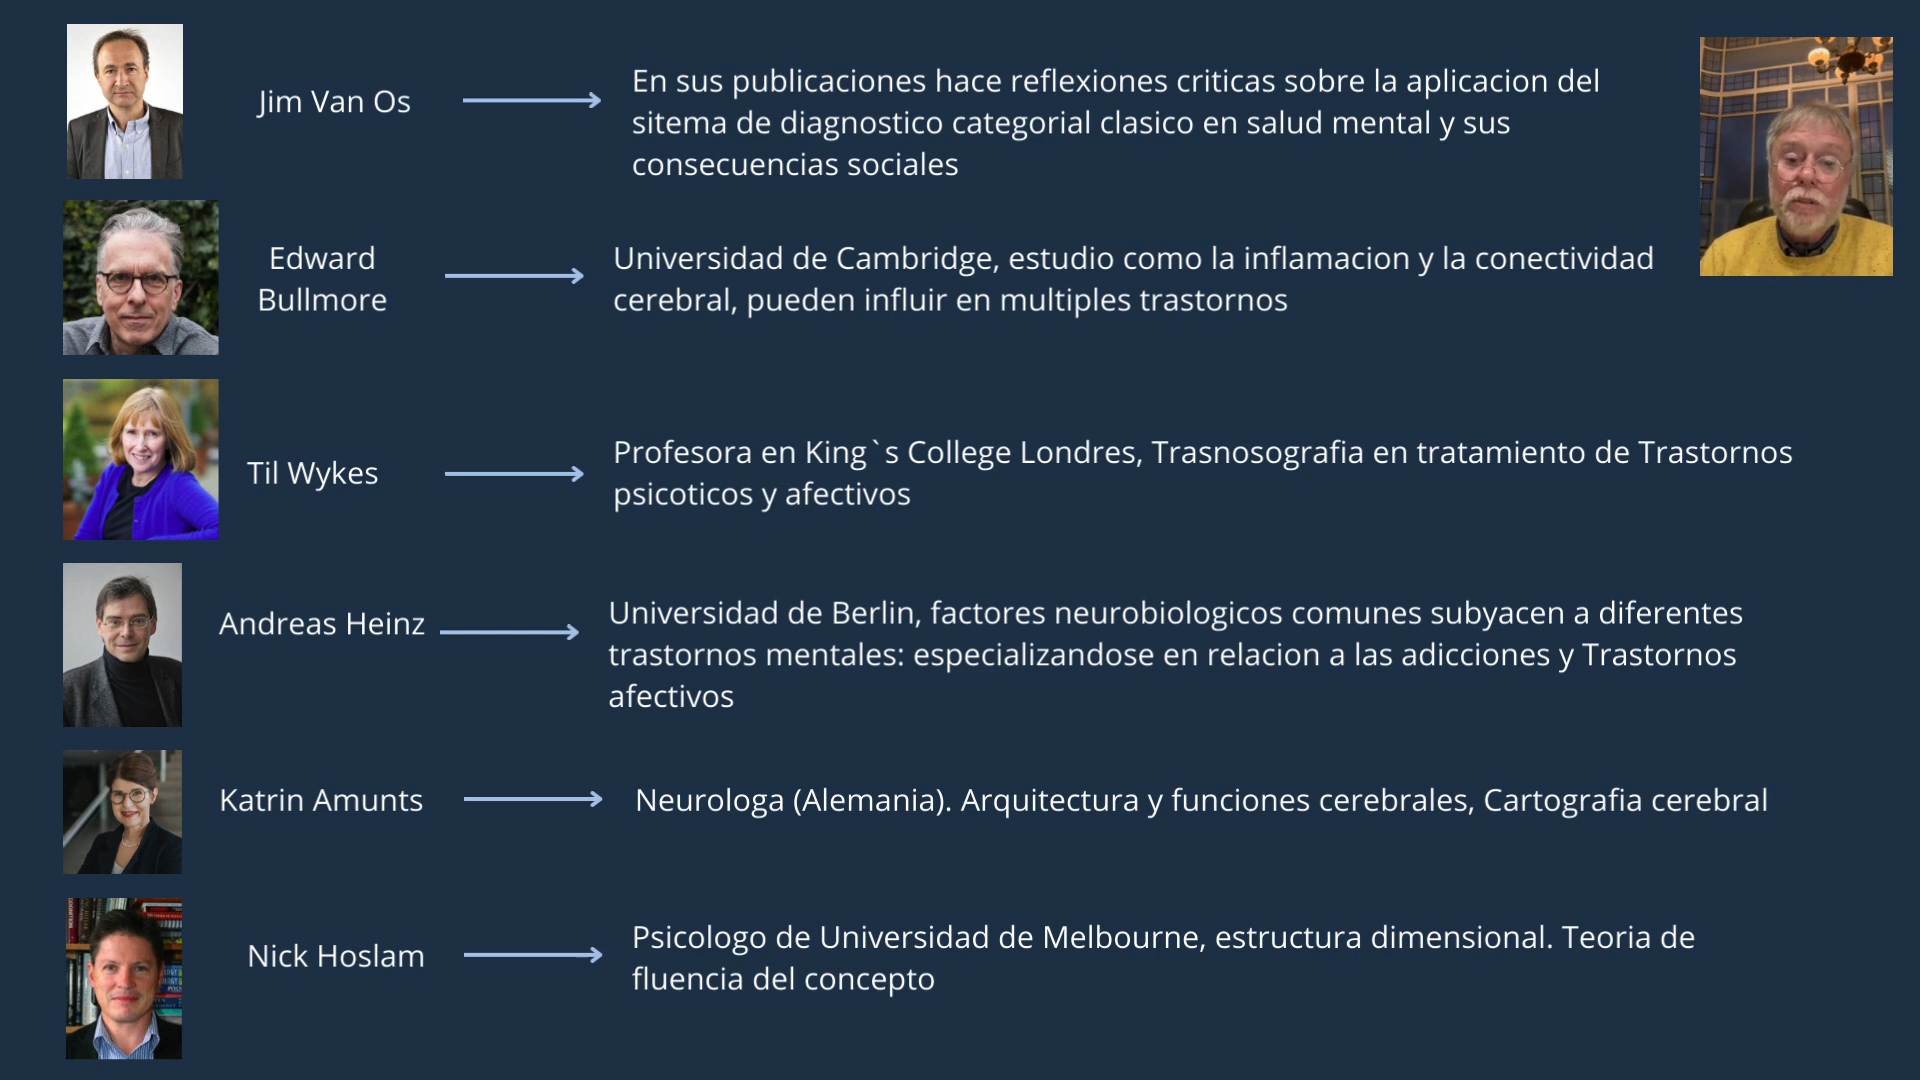 Jim Van Os
En sus publicaciones hace reflexiones criticas sobre la aplicacion del
sitema de diagnostico categorial clasico en salud mental y sus
consecuencias sociales
Edward
Bullmore
Universidad de Cambridge, estudio como la inflamacion y la conectividad
cerebral, pueden influir en multiples trastornos
Til Wykes
Profesora en King`s College Londres, Trasnosografia en tratamiento de Trastornos
psicoticos y afectivos
Andreas Heinz
Universidad de Berlin, factores neurobiologicos comunes subyacen a diferentes
trastornos mentales: especializandose en relacion a las adicciones y Trastornos
afectivos
Katrin Amunts
Neurologa (Alemania). Arquitectura y funciones cerebrales, Cartografia cerebral
Nick Hoslam
Psicologo de Universidad de Melbourne, estructura dimensional. Teoria de
fluencia del concepto